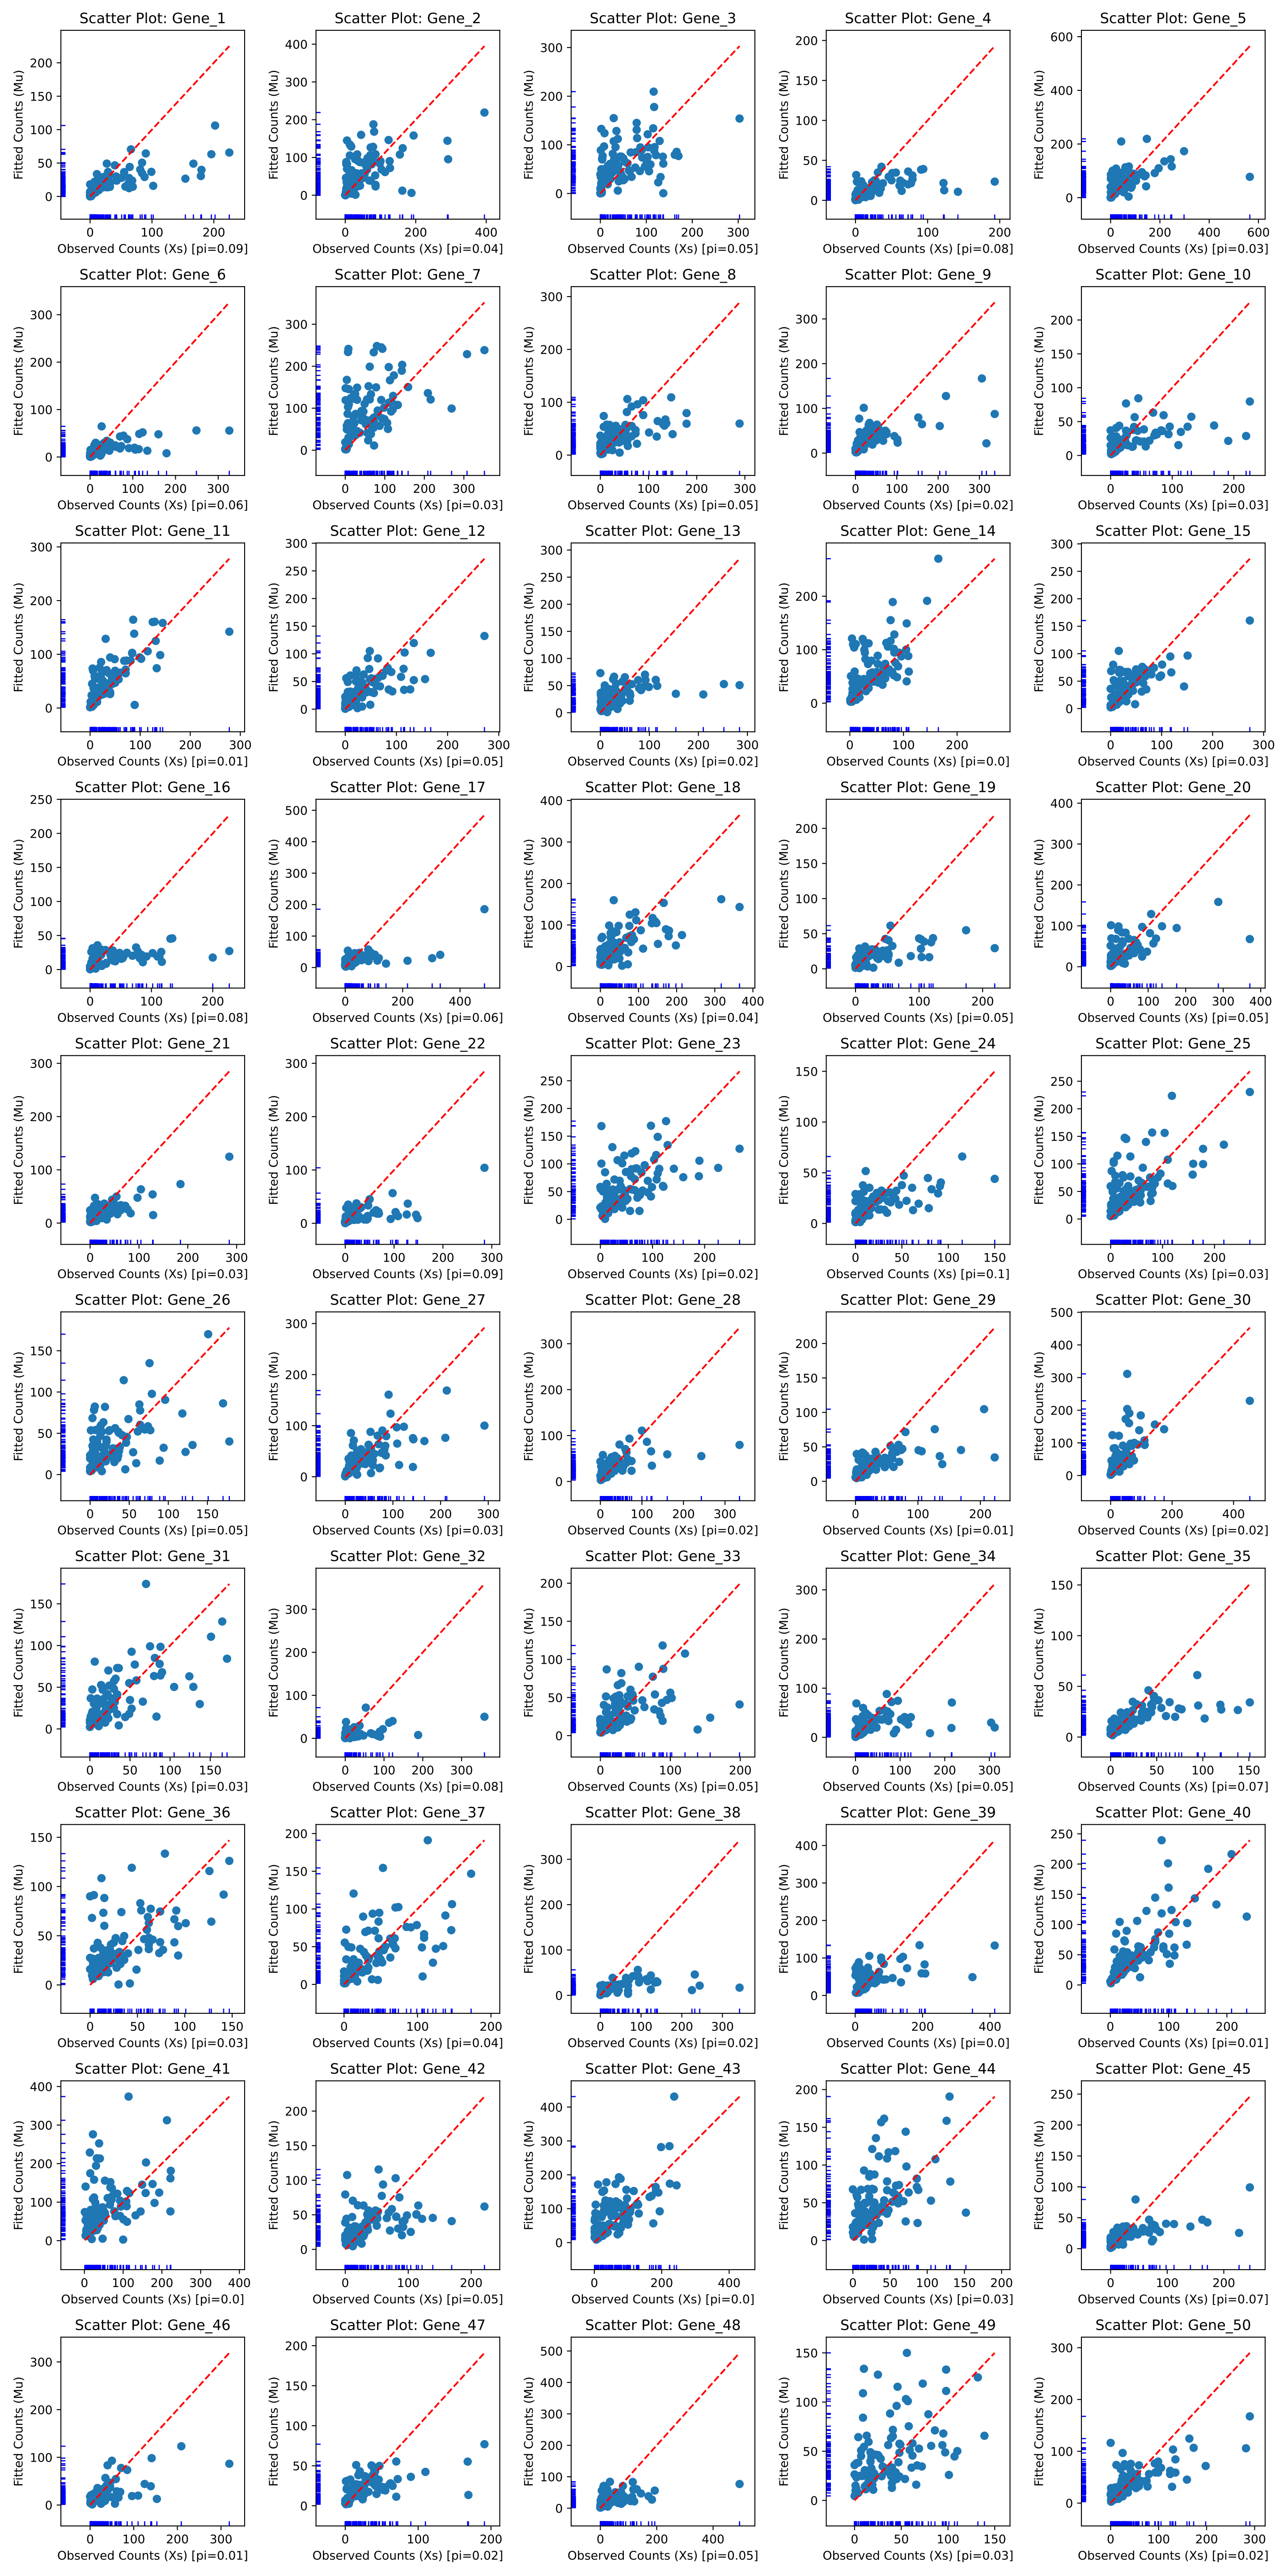 Scatter Plot: Gene_1
Fitted Counts (Mu)
Observed Counts (Xs) [pi=0.09]
Scatter Plot: Gene_2
Fitted Counts (Mu)
Observed Counts (Xs) [pi=0.04]
Scatter Plot: Gene_3
Fitted Counts (Mu)
Observed Counts (Xs) [pi=0.05]
Scatter Plot: Gene_4
Fitted Counts (Mu)
Observed Counts (Xs) [pi=0.08]
Scatter Plot: Gene_5
Fitted Counts (Mu)
Observed Counts (Xs) [pi=0.03]
Scatter Plot: Gene_6
Fitted Counts (Mu)
Observed Counts (Xs) [pi=0.06]
Scatter Plot: Gene_7
Fitted Counts (Mu)
Observed Counts (Xs) [pi=0.03]
Scatter Plot: Gene_8
Fitted Counts (Mu)
Observed Counts (Xs) [pi=0.05]
Scatter Plot: Gene_9
Fitted Counts (Mu)
Observed Counts (Xs) [pi=0.02]
Scatter Plot: Gene_10
Fitted Counts (Mu)
Observed Counts (Xs) [pi=0.03]
Scatter Plot: Gene_11
Fitted Counts (Mu)
Observed Counts (Xs) [pi=0.01]
Scatter Plot: Gene_12
Fitted Counts (Mu)
Observed Counts (Xs) [pi=0.05]
Scatter Plot: Gene_13
Fitted Counts (Mu)
Observed Counts (Xs) [pi=0.02]
Scatter Plot: Gene_14
Fitted Counts (Mu)
Observed Counts (Xs) [pi=0.0]
Scatter Plot: Gene_15
Fitted Counts (Mu)
Observed Counts (Xs) [pi=0.03]
Scatter Plot: Gene_16
Fitted Counts (Mu)
Observed Counts (Xs) [pi=0.08]
Scatter Plot: Gene_17
Fitted Counts (Mu)
Observed Counts (Xs) [pi=0.06]
Scatter Plot: Gene_18
Fitted Counts (Mu)
Observed Counts (Xs) [pi=0.04]
Scatter Plot: Gene_19
Fitted Counts (Mu)
Observed Counts (Xs) [pi=0.05]
Scatter Plot: Gene_20
Fitted Counts (Mu)
Observed Counts (Xs) [pi=0.05]
Scatter Plot: Gene_21
Fitted Counts (Mu)
Observed Counts (Xs) [pi=0.03]
Scatter Plot: Gene_22
Fitted Counts (Mu)
Observed Counts (Xs) [pi=0.09]
Scatter Plot: Gene_23
Fitted Counts (Mu)
Observed Counts (Xs) [pi=0.02]
Scatter Plot: Gene_24
Fitted Counts (Mu)
Observed Counts (Xs) [pi=0.1]
Scatter Plot: Gene_25
Fitted Counts (Mu)
Observed Counts (Xs) [pi=0.03]
Scatter Plot: Gene_26
Fitted Counts (Mu)
Observed Counts (Xs) [pi=0.05]
Scatter Plot: Gene_27
Fitted Counts (Mu)
Observed Counts (Xs) [pi=0.03]
Scatter Plot: Gene_28
Fitted Counts (Mu)
Observed Counts (Xs) [pi=0.02]
Scatter Plot: Gene_29
Fitted Counts (Mu)
Observed Counts (Xs) [pi=0.01]
Scatter Plot: Gene_30
Fitted Counts (Mu)
Observed Counts (Xs) [pi=0.02]
Scatter Plot: Gene_31
Fitted Counts (Mu)
Observed Counts (Xs) [pi=0.03]
Scatter Plot: Gene_32
Fitted Counts (Mu)
Observed Counts (Xs) [pi=0.08]
Scatter Plot: Gene_33
Fitted Counts (Mu)
Observed Counts (Xs) [pi=0.05]
Scatter Plot: Gene_34
Fitted Counts (Mu)
Observed Counts (Xs) [pi=0.05]
Scatter Plot: Gene_35
Fitted Counts (Mu)
Observed Counts (Xs) [pi=0.07]
Scatter Plot: Gene_36
Fitted Counts (Mu)
Observed Counts (Xs) [pi=0.03]
Scatter Plot: Gene_37
Fitted Counts (Mu)
Observed Counts (Xs) [pi=0.04]
Scatter Plot: Gene_38
Fitted Counts (Mu)
Observed Counts (Xs) [pi=0.02]
Scatter Plot: Gene_39
Fitted Counts (Mu)
Observed Counts (Xs) [pi=0.0]
Scatter Plot: Gene_40
Fitted Counts (Mu)
Observed Counts (Xs) [pi=0.01]
Scatter Plot: Gene_41
Fitted Counts (Mu)
Observed Counts (Xs) [pi=0.0]
Scatter Plot: Gene_42
Fitted Counts (Mu)
Observed Counts (Xs) [pi=0.05]
Scatter Plot: Gene_43
Fitted Counts (Mu)
Observed Counts (Xs) [pi=0.0]
Scatter Plot: Gene_44
Fitted Counts (Mu)
Observed Counts (Xs) [pi=0.03]
Scatter Plot: Gene_45
Fitted Counts (Mu)
Observed Counts (Xs) [pi=0.07]
Scatter Plot: Gene_46
Fitted Counts (Mu)
Observed Counts (Xs) [pi=0.01]
Scatter Plot: Gene_47
Fitted Counts (Mu)
Observed Counts (Xs) [pi=0.02]
Scatter Plot: Gene_48
Fitted Counts (Mu)
Observed Counts (Xs) [pi=0.05]
Scatter Plot: Gene_49
Fitted Counts (Mu)
Observed Counts (Xs) [pi=0.03]
Scatter Plot: Gene_50
Fitted Counts (Mu)
Observed Counts (Xs) [pi=0.02]